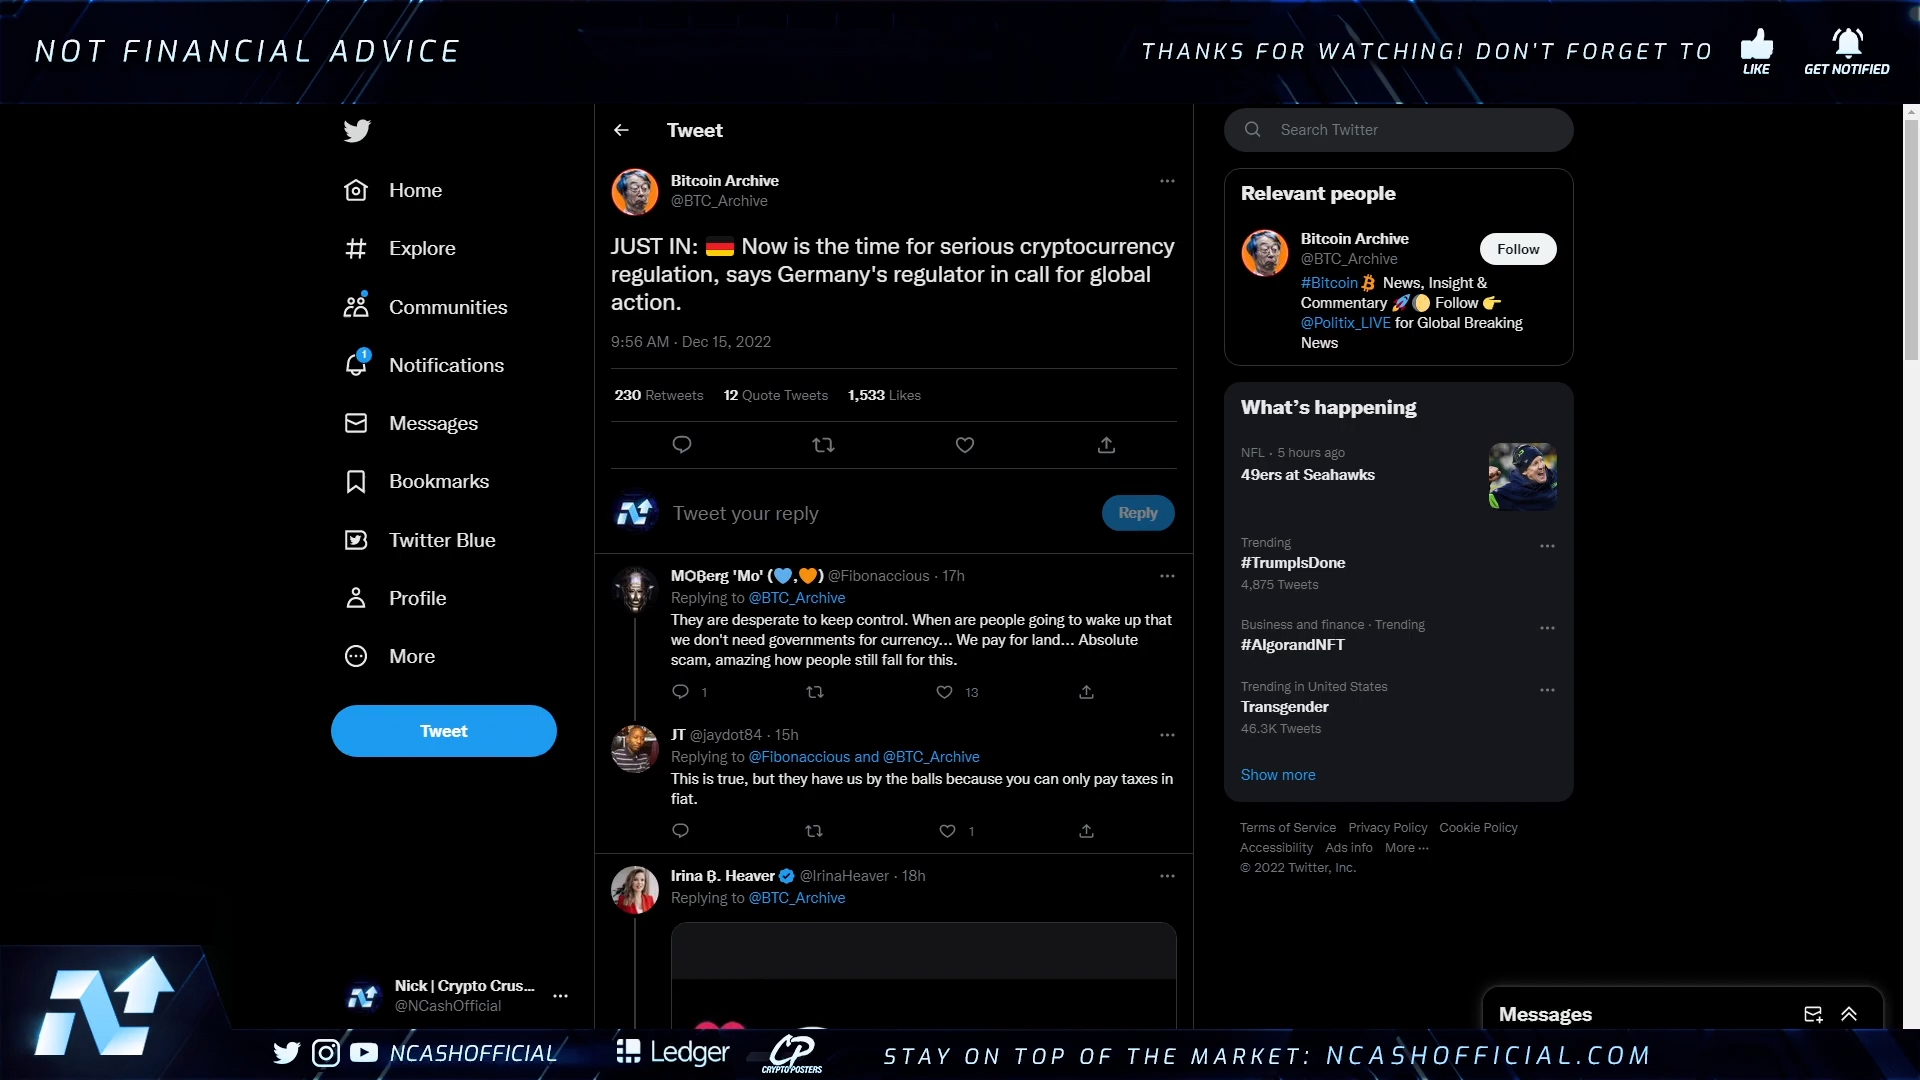 NOT FINANCIAL ADVICE
THANKS FOR WATCHING! DON'T FORGET TO
LIKE
GET NOTIFIED
Home
Explore
Communities
1
Notifications
Messages
Bookmarks
Twitter Blue
Profile
More
Tweet
Nick | Crypto Crus...
@NCashOfficial
Tweet
Bitcoin Archive
@BTC_Archive
JUST IN: 🇩🇪 Now is the time for serious cryptocurrency
regulation, says Germany's regulator in call for global
action.
9:56 AM · Dec 15, 2022
230 Retweets 12 Quote Tweets 1,533 Likes
Tweet your reply
Reply
MO₿erg 'Mo' (💙,🧡) @Fibonaccious · 17h
Replying to @BTC_Archive
They are desperate to keep control. When are people going to wake up that
we don't need governments for currency... We pay for land... Absolute
scam, amazing how people still fall for this.
1 13
JT @jaydot84 · 15h
Replying to @Fibonaccious and @BTC_Archive
This is true, but they have us by the balls because you can only pay taxes in
fiat.
1
Irina ₿. Heaver @IrinaHeaver · 18h
Replying to @BTC_Archive
Search Twitter
Relevant people
Bitcoin Archive
@BTC_Archive
Follow
#Bitcoin ₿ News, Insight &
Commentary 🚀🌔 Follow 👉
@Politix_LIVE for Global Breaking
News
What's happening
NFL · 5 hours ago
49ers at Seahawks
Trending
#TrumpIsDone
4,875 Tweets
Business and finance · Trending
#AlgorandNFT
Trending in United States
Transgender
46.3K Tweets
Show more
Terms of Service Privacy Policy Cookie Policy
Accessibility Ads info More ···
© 2022 Twitter, Inc.
Messages
NCASHOFFICIAL
Ledger
CP
CRYPTOPOSTERS
STAY ON TOP OF THE MARKET: NCASHOFFICIAL.COM